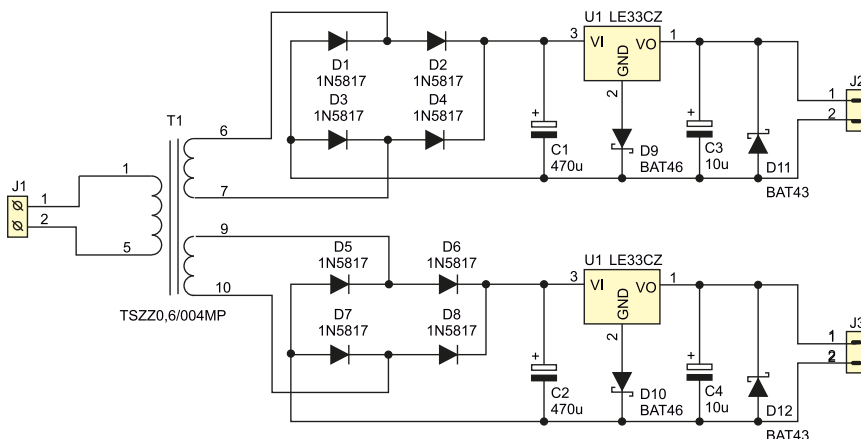 U1 LE33CZ
3 VI VO 1
GND
2
D1
1N5817
D2
1N5817
D3
1N5817
D4
1N5817
C1
470u
+
D9
BAT46
+
C3
10u
D11
BAT43
J2
1
2
T1
6
7
J1
1
2
1
5
9
10
TSZZ0,6/004MP
D5
1N5817
D6
1N5817
D7
1N5817
D8
1N5817
U1 LE33CZ
3 VI VO 1
GND
2
+
C2
470u
D10
BAT46
+
C4
10u
D12
BAT43
J3
1
2